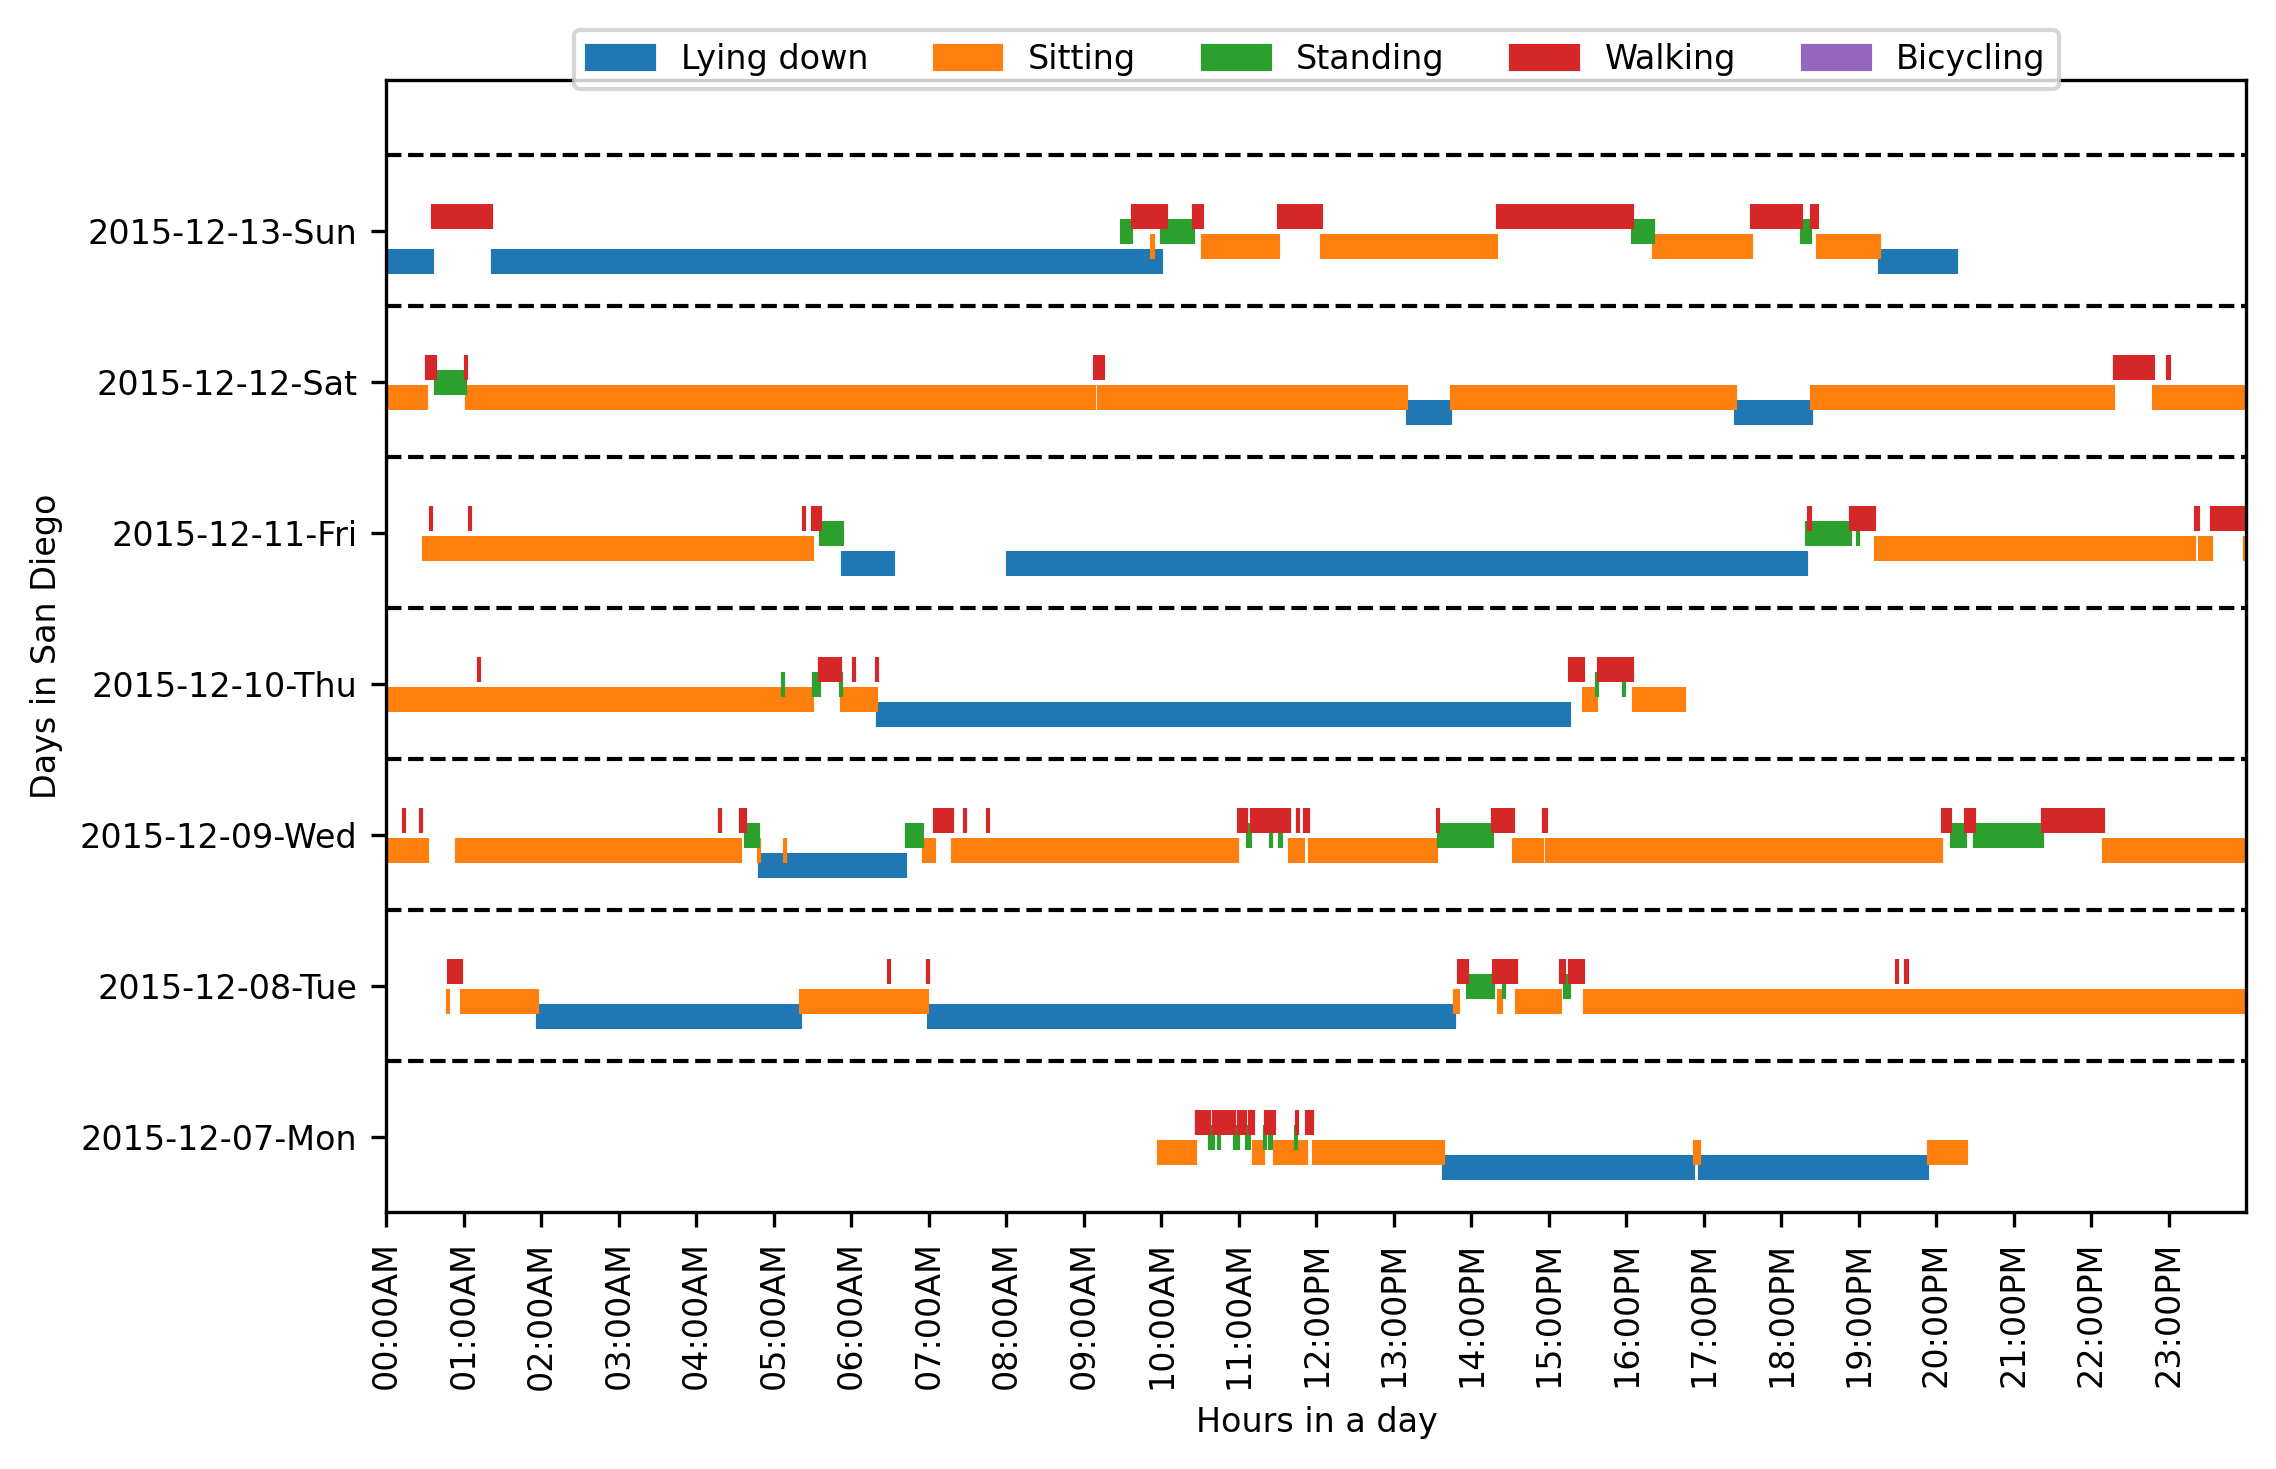 Lying down Sitting Standing Walking Bicycling
Days in San Diego
2015-12-13-Sun
2015-12-12-Sat
2015-12-11-Fri
2015-12-10-Thu
2015-12-09-Wed
2015-12-08-Tue
2015-12-07-Mon
00:00AM
01:00AM
02:00AM
03:00AM
04:00AM
05:00AM
06:00AM
07:00AM
08:00AM
09:00AM
10:00AM
11:00AM
12:00PM
13:00PM
14:00PM
15:00PM
16:00PM
17:00PM
18:00PM
19:00PM
20:00PM
21:00PM
22:00PM
23:00PM
Hours in a day